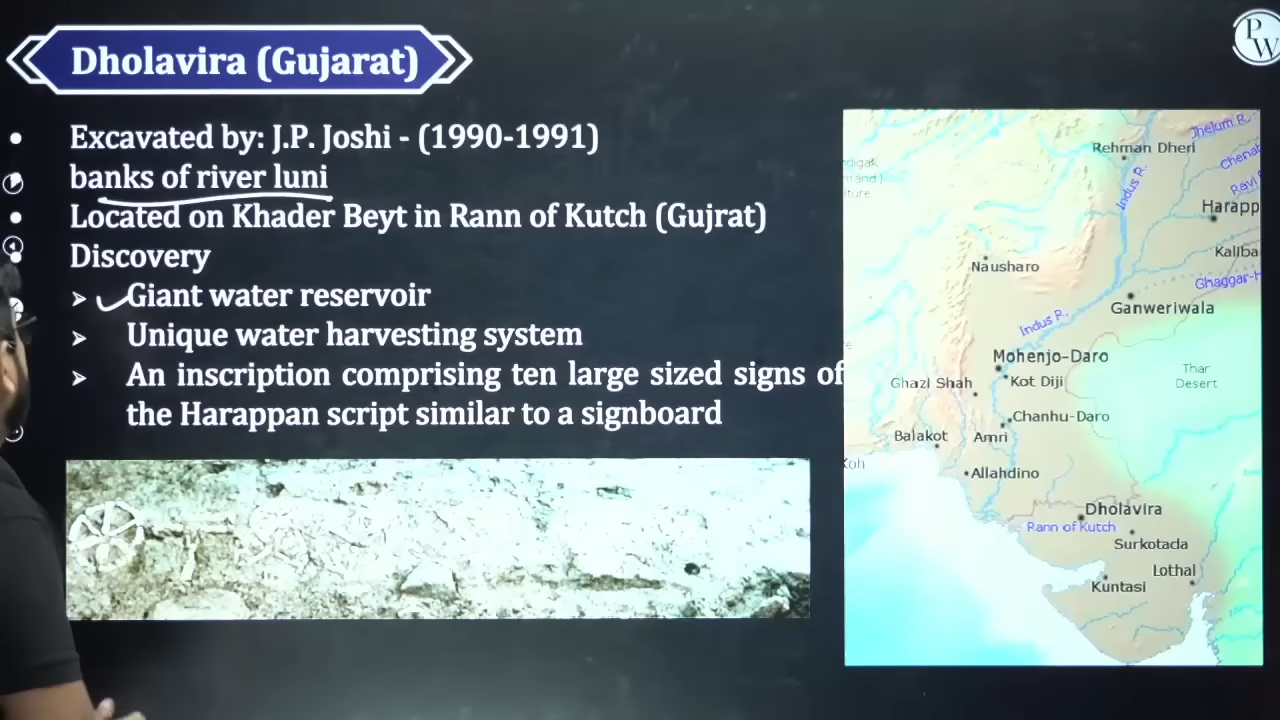 Dholavira (Gujarat)
P
W
• Excavated by: J.P. Joshi - (1990-1991)
banks of river luni
• Located on Khader Beyt in Rann of Kutch (Gujrat)
• Discovery
➢ Giant water reservoir
➢ Unique water harvesting system
➢ An inscription comprising ten large sized signs of
the Harappan script similar to a signboard
Jhelum R.
Rehman Dheri
Chenab
Ravi
Indus R.
Harapp
Kaliba
Nausharo
Ghaggar-H
Ganweriwala
Indus R.
Mohenjo-Daro
Thar
Desert
Ghazi Shah
Kot Diji
Chanhu-Daro
Balakot
Amri
Koh
Allahdino
Dholavira
Rann of Kutch
Surkotada
Lothal
Kuntasi